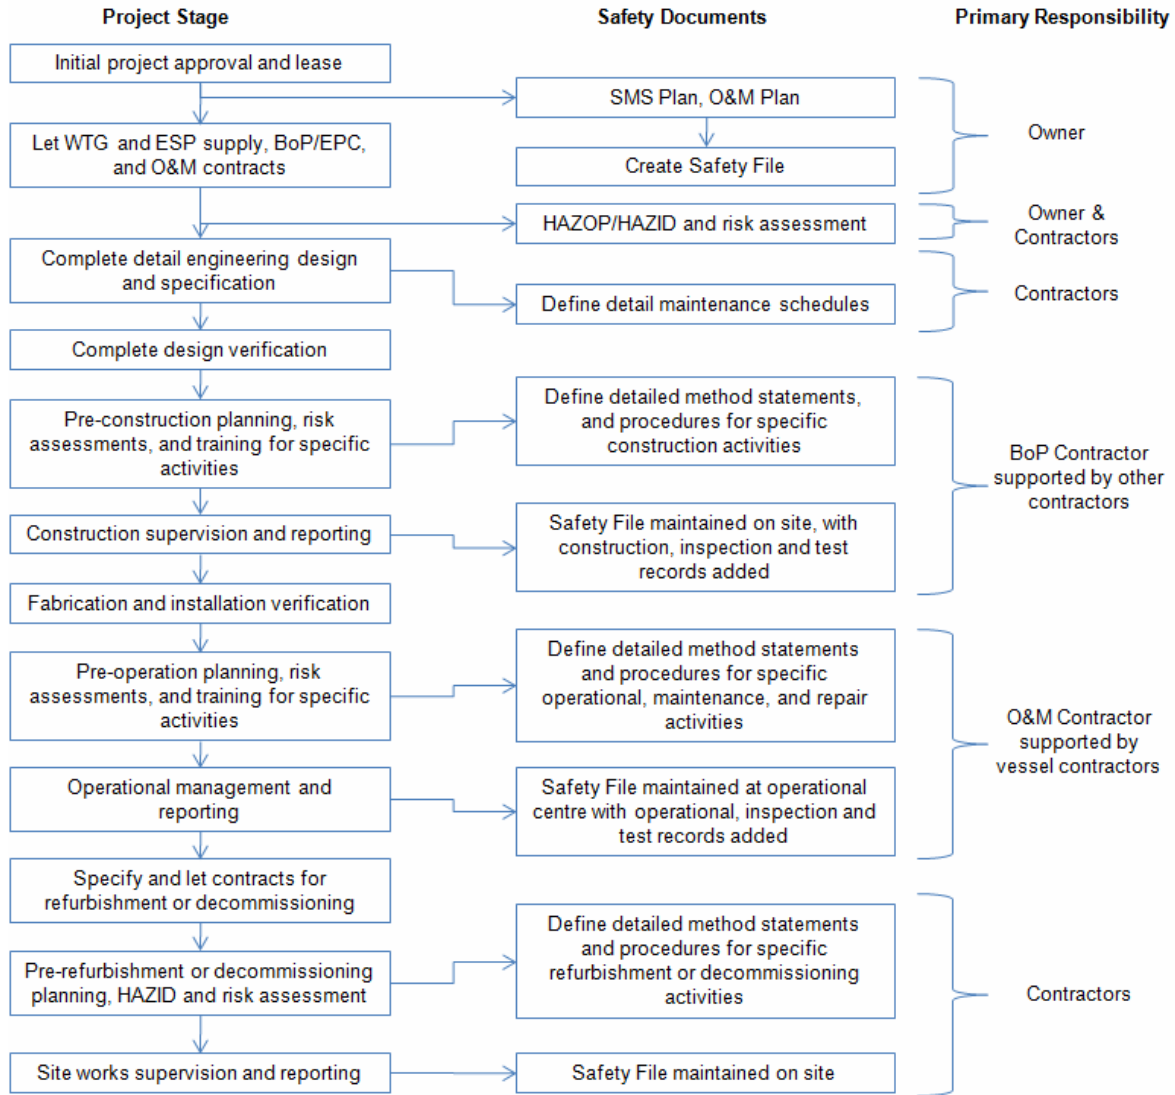 Project Stage
Safety Documents
Primary Responsibility
Initial project approval and lease
SMS Plan, O&M Plan
Owner
Let WTG and ESP supply, BoP/EPC,
and O&M contracts
Create Safety File
HAZOP/HAZID and risk assessment
Owner &
Contractors
Complete detail engineering design
and specification
Define detail maintenance schedules
Contractors
Complete design verification
Pre-construction planning, risk
assessments, and training for specific
activities
Define detailed method statements,
and procedures for specific
construction activities
BoP Contractor
supported by other
contractors
Construction supervision and reporting
Safety File maintained on site, with
construction, inspection and test
records added
Fabrication and installation verification
Pre-operation planning, risk
assessments, and training for specific
activities
Define detailed method statements
and procedures for specific
operational, maintenance, and repair
activities
O&M Contractor
supported by
vessel contractors
Operational management and
reporting
Safety File maintained at operational
centre with operational, inspection and
test records added
Specify and let contracts for
refurbishment or decommissioning
Pre-refurbishment or decommissioning
planning, HAZID and risk assessment
Define detailed method statements
and procedures for specific
refurbishment or decommissioning
activities
Contractors
Site works supervision and reporting
Safety File maintained on site